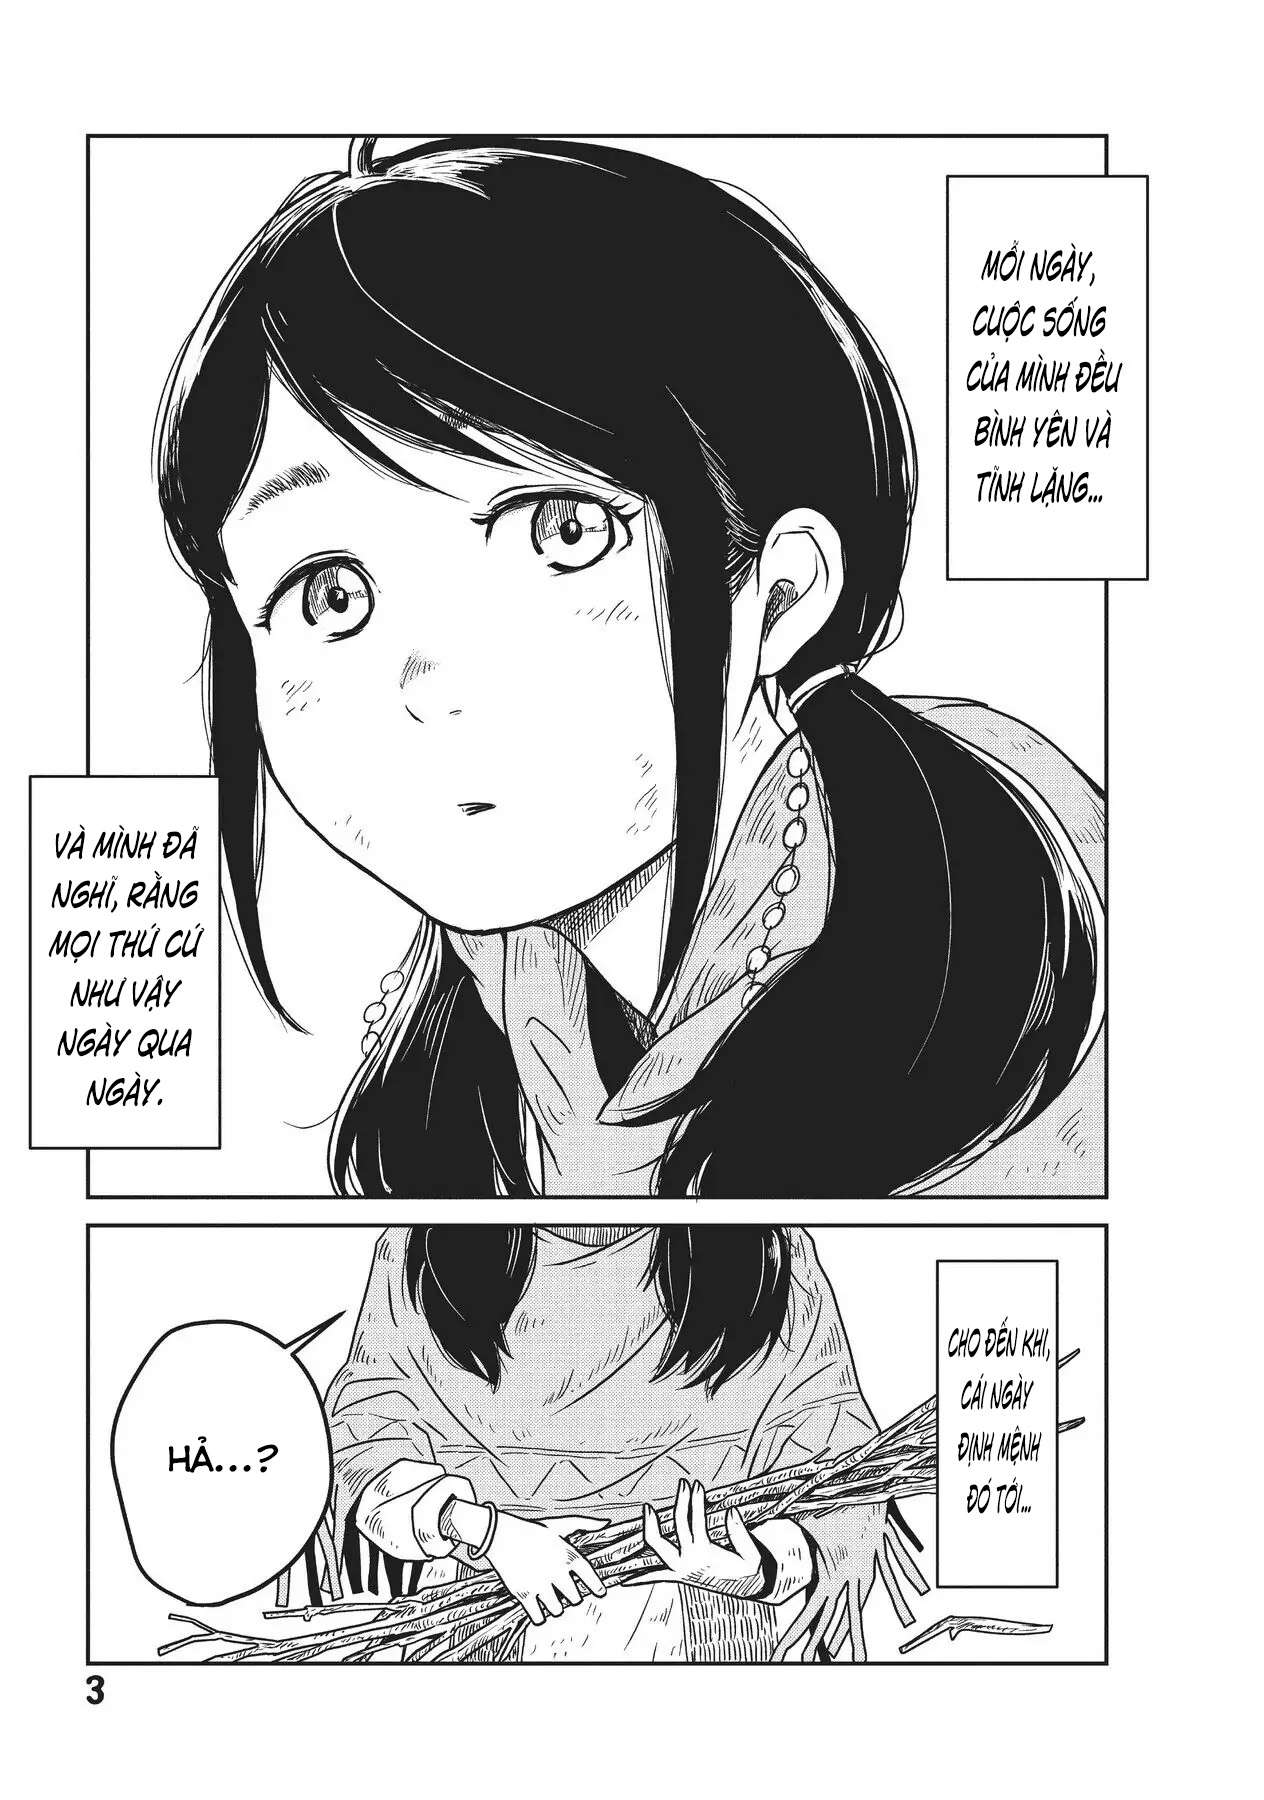 MỖI NGÀY,
CUỘC SỐNG
CỦA MÌNH ĐỀU
BÌNH YÊN VÀ
TĨNH LẶNG...
VÀ MÌNH ĐÃ
NGHĨ, RẰNG
MỌI THỨ CỨ
NHƯ VẬY
NGÀY QUA
NGÀY.
CHO ĐẾN KHI,
CÁI NGÀY
ĐỊNH MỆNH
ĐÓ TỚI...
HẢ...?
3